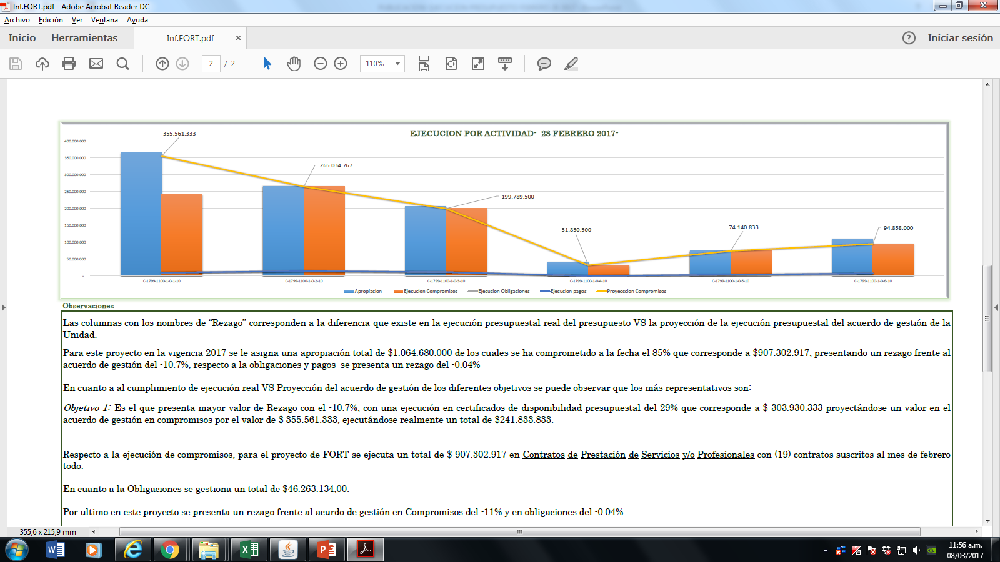 Inf.FORT.pdf - Adobe Acrobat Reader DC
Archivo Edición Ver Ventana Ayuda
Inicio Herramientas Inf.FORT.pdf × ? Iniciar sesión
2 / 2 110%
EJECUCION POR ACTIVIDAD- 28 FEBRERO 2017-
400.000.000
350.000.000
300.000.000
250.000.000
200.000.000
150.000.000
100.000.000
50.000.000
-
355.561.333
265.034.767
199.789.500
31.850.500
74.140.833
94.858.000
C-1799-1100-1-0-1-10 C-1799-1100-1-0-2-10 C-1799-1100-1-0-3-10 C-1799-1100-1-0-4-10 C-1799-1100-1-0-5-10 C-1799-1100-1-0-6-10
Apropiacion Ejecucion Compromisos Ejecucion Obligaciones Ejecucion pagos Proyecccion Compromisos
Observaciones
Las columnas con los nombres de “Rezago” corresponden a la diferencia que existe en la ejecución presupuestal real del presupuesto VS la proyección de la ejecución presupuestal del acuerdo de gestión de la
Unidad.
Para este proyecto en la vigencia 2017 se le asigna una apropiación total de $1.064.680.000 de los cuales se ha comprometido a la fecha el 85% que corresponde a $907.302.917, presentando un rezago frente al
acuerdo de gestión del -10.7%, respecto a la obligaciones y pagos se presenta un rezago del -0.04%
En cuanto a al cumplimiento de ejecución real VS Proyección del acuerdo de gestión de los diferentes objetivos se puede observar que los más representativos son:
Objetivo 1: Es el que presenta mayor valor de Rezago con el -10.7%, con una ejecución en certificados de disponibilidad presupuestal del 29% que corresponde a $ 303.930.333 proyectándose un valor en el
acuerdo de gestión en compromisos por el valor de $ 355.561.333, ejecutándose realmente un total de $241.833.833.
Respecto a la ejecución de compromisos, para el proyecto de FORT se ejecuta un total de $ 907.302.917 en Contratos de Prestación de Servicios y/o Profesionales con (19) contratos suscritos al mes de febrero
todo.
En cuanto a la Obligaciones se gestiona un total de $46.263.134,00.
Por ultimo en este proyecto se presenta un rezago frente al acurdo de gestión en Compromisos del -11% y en obligaciones del -0.04%.
355,6 x 215,9 mm
11:56 a.m.
08/03/2017